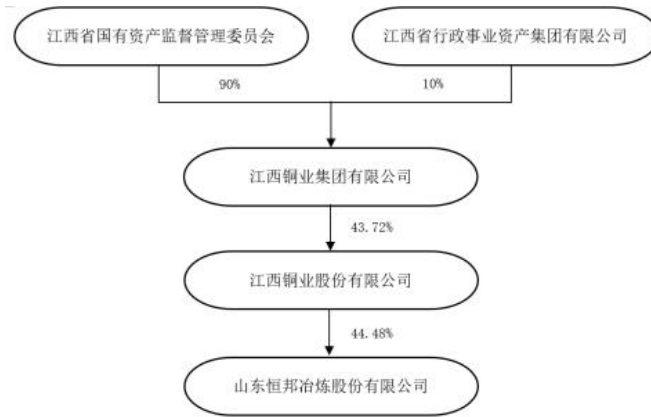 江西省国有资产监督管理委员会
江西省行政事业资产集团有限公司
90%
10%
江西铜业集团有限公司
43.72%
江西铜业股份有限公司
44.48%
山东恒邦冶炼股份有限公司